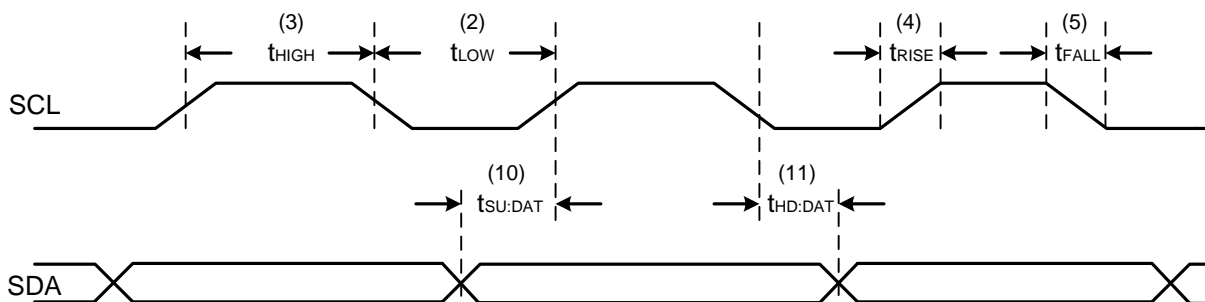 (3) (2) (4) (5)
tHIGH tLOW tRISE tFALL
SCL
(10) (11)
tSU:DAT tHD:DAT
SDA